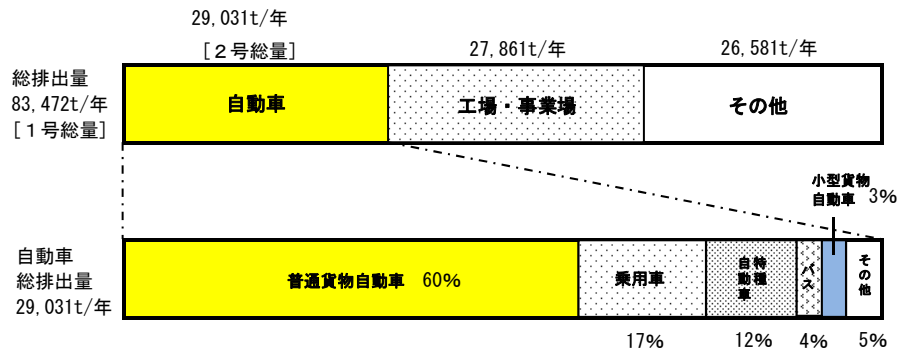 29,031t/年
[２号総量]
27,861t/年
26,581t/年
総排出量
83,472t/年
[１号総量]
自動車
工場・事業場
その他
小型貨物
自動車 3%
自動車
総排出量
29,031t/年
普通貨物自動車 60%
乗用車
特種
自動車
バス
その他
17%
12%
4%
5%